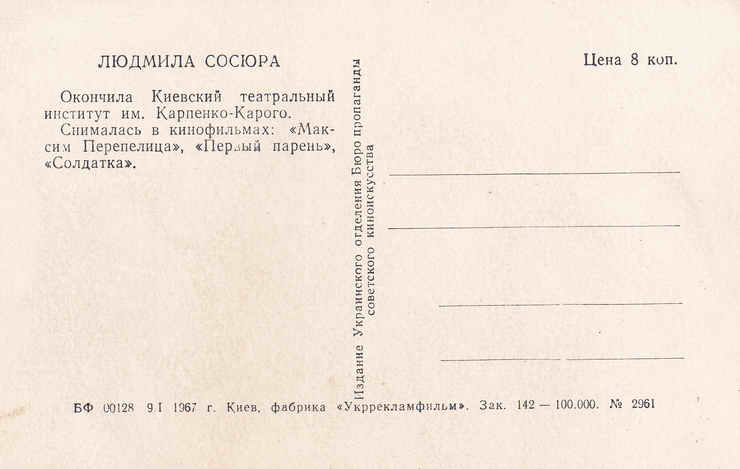 ЛЮДМИЛА СОСЮРА
Окончила Киевский театральный
институт им. Карпенко-Карого.
Снималась в кинофильмах: «Мак-
сим Перепелица», «Первый парень»,
«Солдатка».
Издание Украинского отделения Бюро пропаганды
советского киноискусства
Цена 8 коп.
БФ 00128 9.I 1967 г. Киев, фабрика «Укррекламфильм». Зак. 142 — 100.000. № 2961